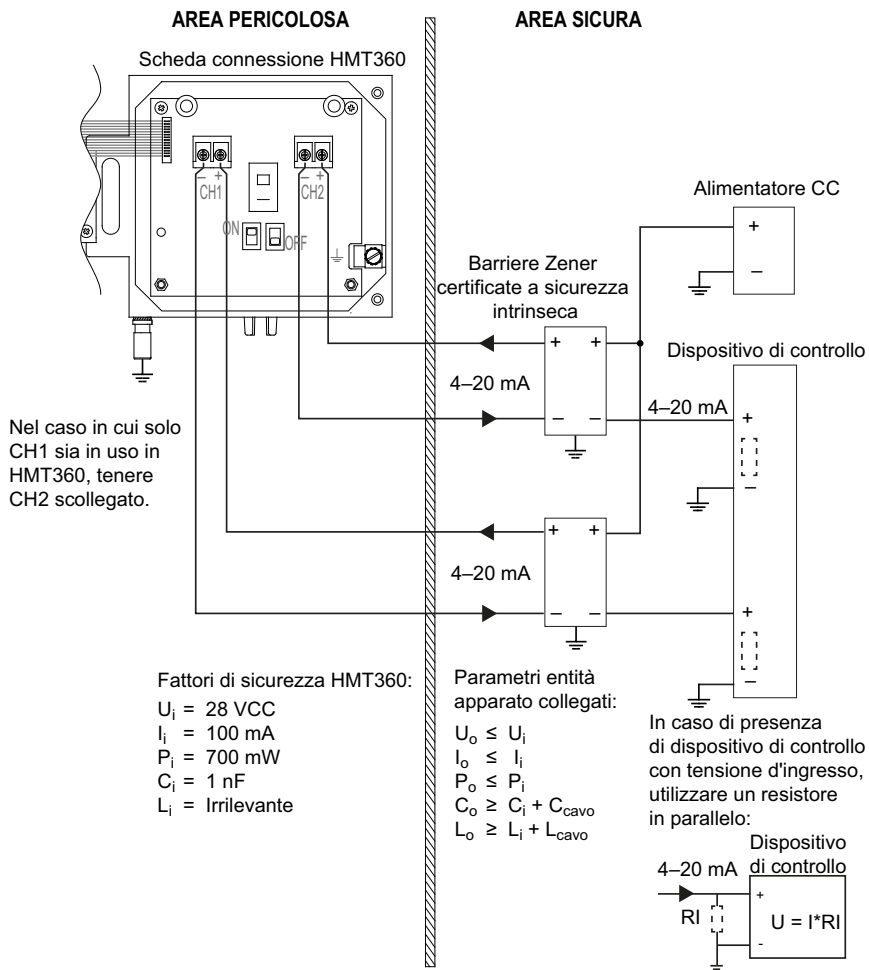 AREA PERICOLOSA
AREA SICURA
Scheda connessione HMT360
– +
CH1
– +
CH2
ON
OFF
Alimentatore CC
+
–
Barriere Zener
certificate a sicurezza
intrinseca
+ +
– –
4–20 mA
Dispositivo di controllo
4–20 mA
+
–
Nel caso in cui solo
CH1 sia in uso in
HMT360, tenere
CH2 scollegato.
+ +
– –
4–20 mA
+
–
Fattori di sicurezza HMT360:
Ui = 28 VCC
Ii = 100 mA
Pi = 700 mW
Ci = 1 nF
Li = Irrilevante
Parametri entità
apparato collegati:
Uo ≤ Ui
Io ≤ Ii
Po ≤ Pi
Co ≥ Ci + Ccavo
Lo ≥ Li + Lcavo
In caso di presenza
di dispositivo di controllo
con tensione d'ingresso,
utilizzare un resistore
in parallelo:
Dispositivo
di controllo
4–20 mA
RI
+
U = I*RI
-